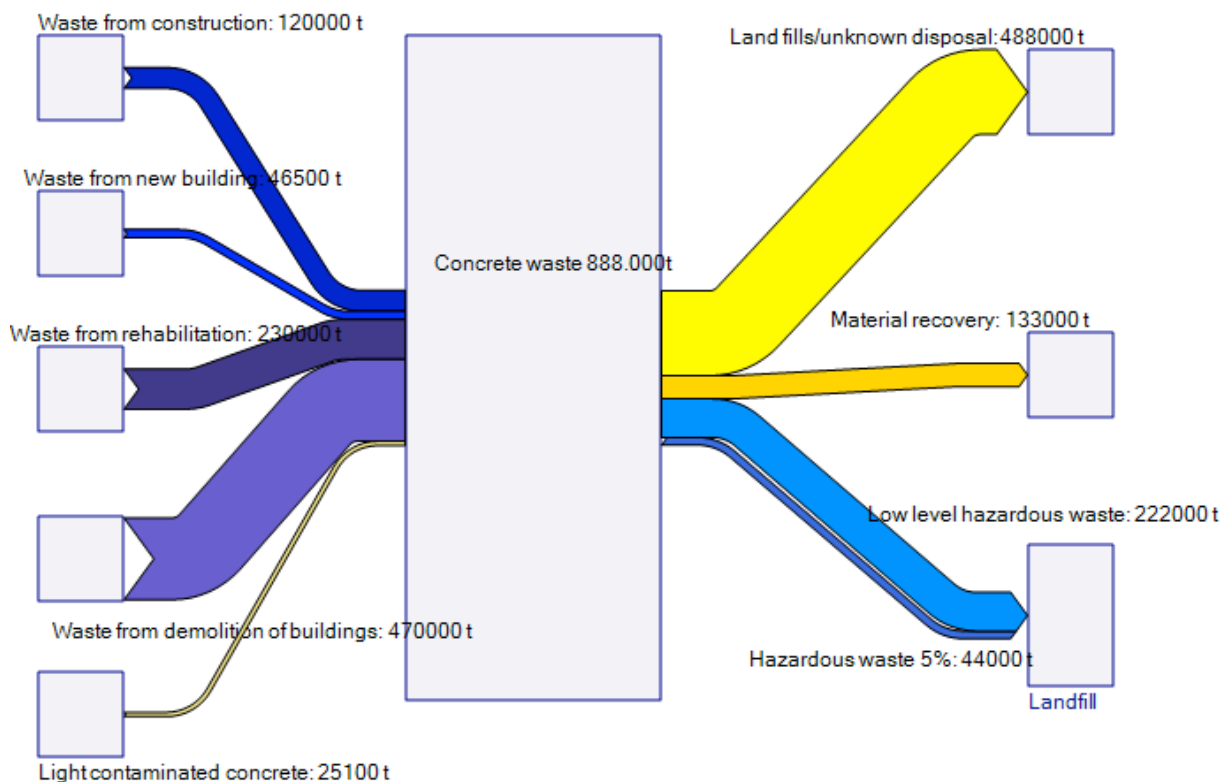 Waste from construction: 120000 t
Land fills/unknown disposal: 488000 t
Waste from new building: 46500 t
Concrete waste 888.000t
Material recovery: 133000 t
Waste from rehabilitation: 230000 t
Low level hazardous waste: 222000 t
Waste from demolition of buildings: 470000 t
Hazardous waste 5%: 44000 t
Landfill
Light contaminated concrete: 25100 t